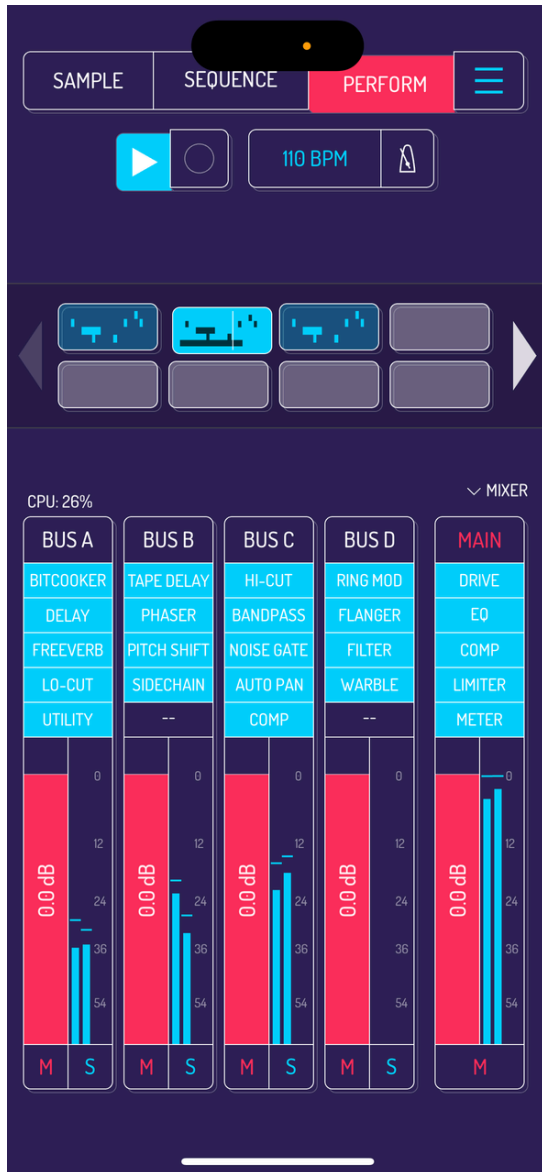 SAMPLE SEQUENCE PERFORM
110 BPM
CPU: 26% MIXER
BUS A BUS B BUS C BUS D MAIN
BITCOOKER TAPE DELAY HI-CUT RING MOD DRIVE
DELAY PHASER BANDPASS FLANGER EQ
FREEVERB PITCH SHIFT NOISE GATE FILTER COMP
LO-CUT SIDECHAIN AUTO PAN WARBLE LIMITER
UTILITY -- COMP -- METER
0 0 0 0 0
12 12 12 12 12
0.0 dB 0.0 dB 0.0 dB 0.0 dB 0.0 dB
24 24 24 24 24
36 36 36 36 36
54 54 54 54 54
M S M S M S M S M